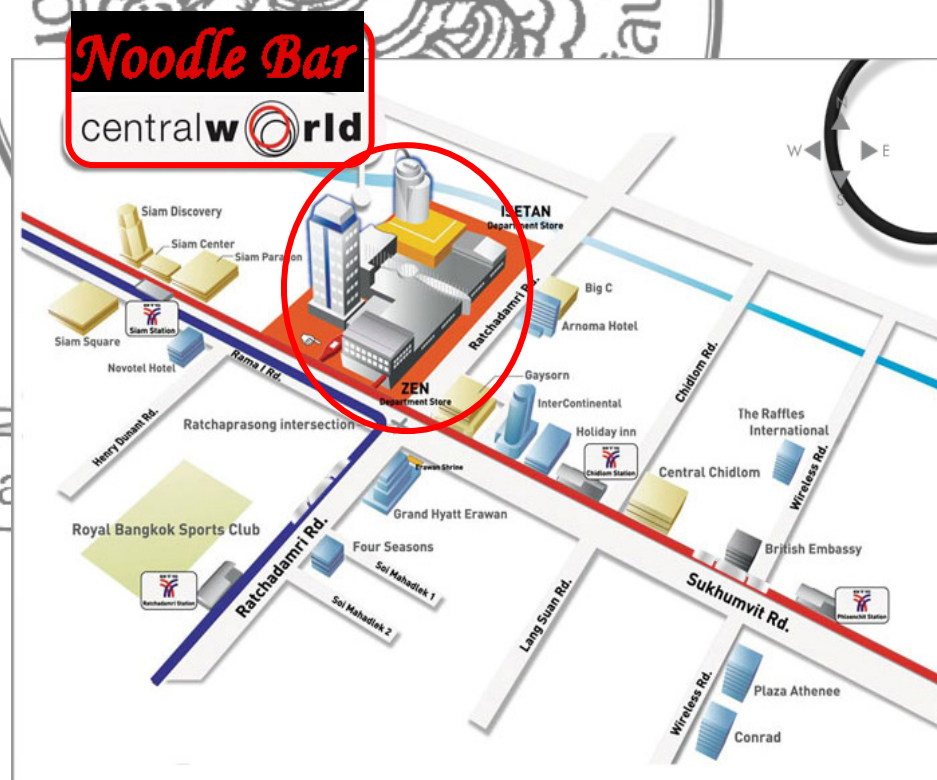 Noodle Bar
centralworld
N
W
E
S
ISETAN
Department Store
Siam Discovery
Siam Center
Siam Paragon
Siam Square
BTS
Siam Station
Novotel Hotel
Rama I Rd.
Henry Dunant Rd.
Ratchadamri Rd.
Big C
Arnoma Hotel
Chidlom Rd.
ZEN
Department Store
Gaysorn
InterContinental
Holiday inn
Ratchaprasong intersection
The Raffles
International
Wireless Rd.
BTS
Chidlom Station
Central Chidlom
Erawan Shrine
Grand Hyatt Erawan
Royal Bangkok Sports Club
Four Seasons
British Embassy
Ratchadamri Rd.
Soi Mahadlek 1
Soi Mahadlek 2
BTS
Ratchadamri Station
Lang Suan Rd.
Sukhumvit Rd.
BTS
Phloenchit Station
Wireless Rd.
Plaza Athenee
Conrad